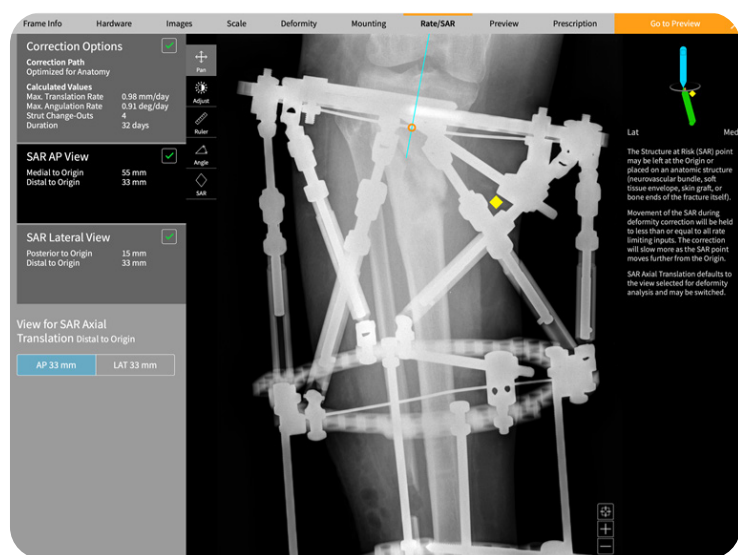 Frame Info Hardware Images Scale Deformity Mounting Rate/SAR Preview Prescription Go to Preview
Correction Options
Correction Path
Optimized for Anatomy
Calculated Values
Max. Translation Rate 0.98 mm/day
Max. Angulation Rate 0.91 deg/day
Strut Change-Outs 4
Duration 32 days
SAR AP View
Medial to Origin 55 mm
Distal to Origin 33 mm
SAR Lateral View
Posterior to Origin 15 mm
Distal to Origin 33 mm
View for SAR Axial
Translation Distal to Origin
AP 33 mm LAT 33 mm
Pan
Adjust
Ruler
Angle
SAR
Lat Med
The Structure at Risk (SAR) point
may be left at the Origin or
placed on an anatomic structure
(neurovascular bundle, soft
tissue envelope, skin graft, or
bone ends of the fracture itself).
Movement of the SAR during
deformity correction will be held
to less than or equal to all rate
limiting inputs. The correction
will slow more as the SAR point
moves further from the Origin.
SAR Axial Translation defaults to
the view selected for deformity
analysis and may be switched.